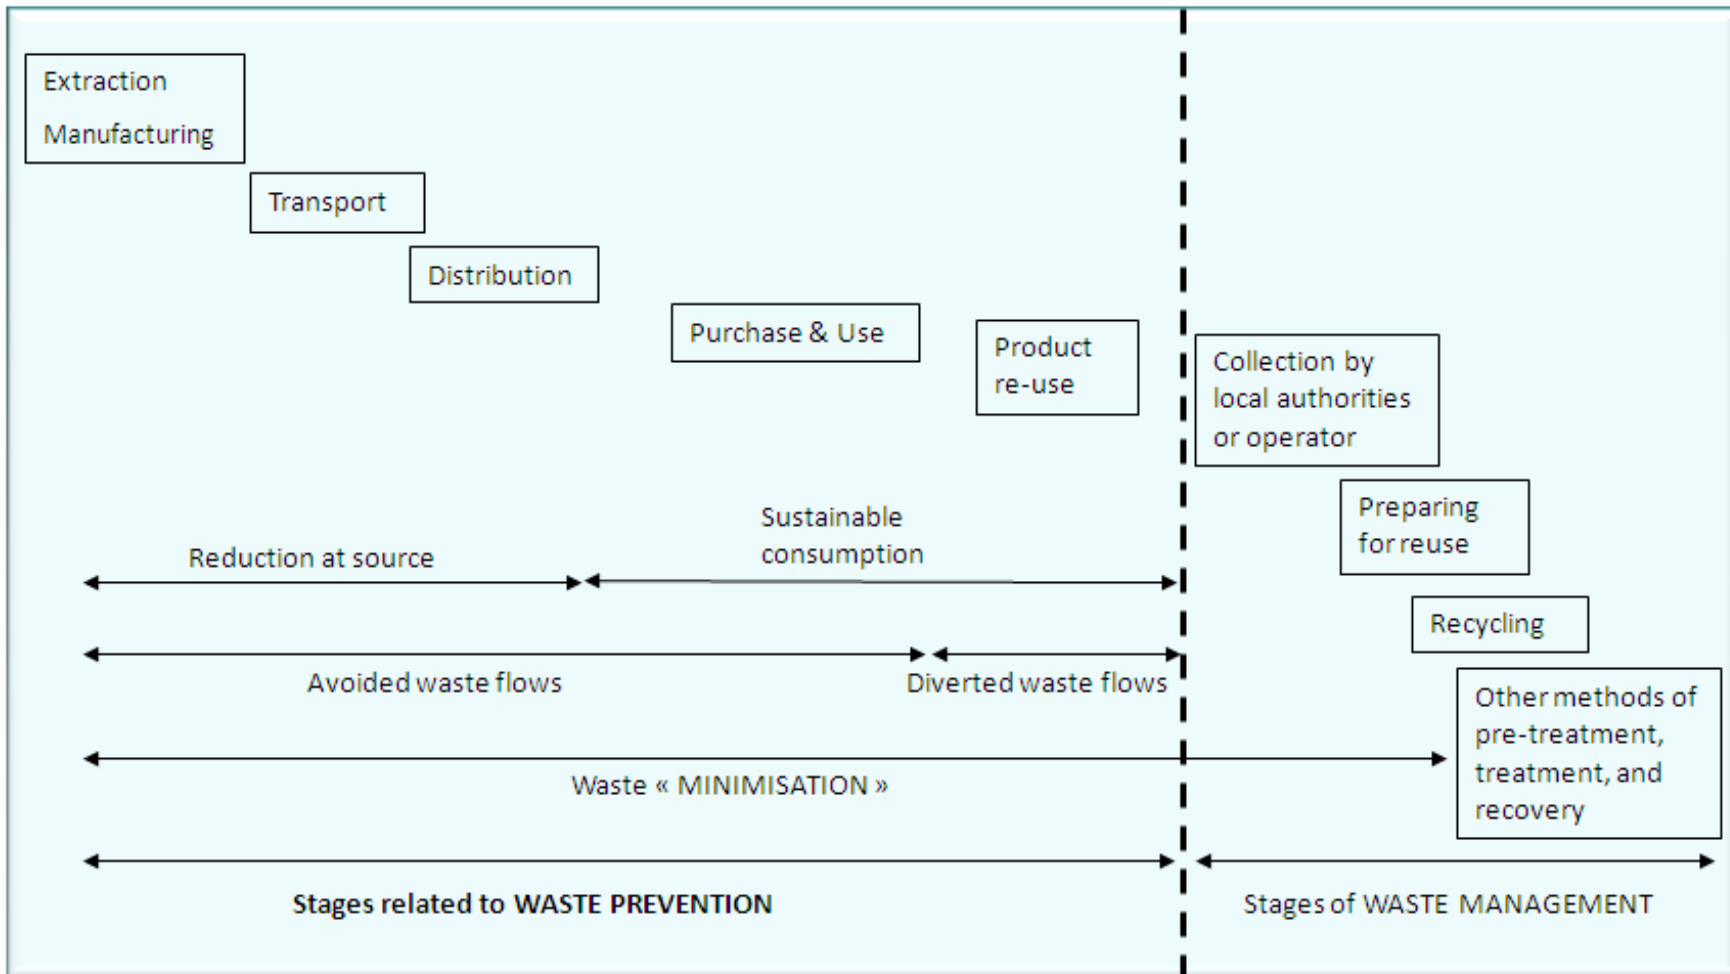 Extraction
Manufacturing
Transport
Distribution
Purchase & Use
Product
re-use
Collection by
local authorities
or operator
Preparing
for reuse
Recycling
Other methods of
pre-treatment,
treatment, and
recovery
Reduction at source
Sustainable
consumption
Avoided waste flows
Diverted waste flows
Waste « MINIMISATION »
Stages related to WASTE PREVENTION
Stages of WASTE MANAGEMENT